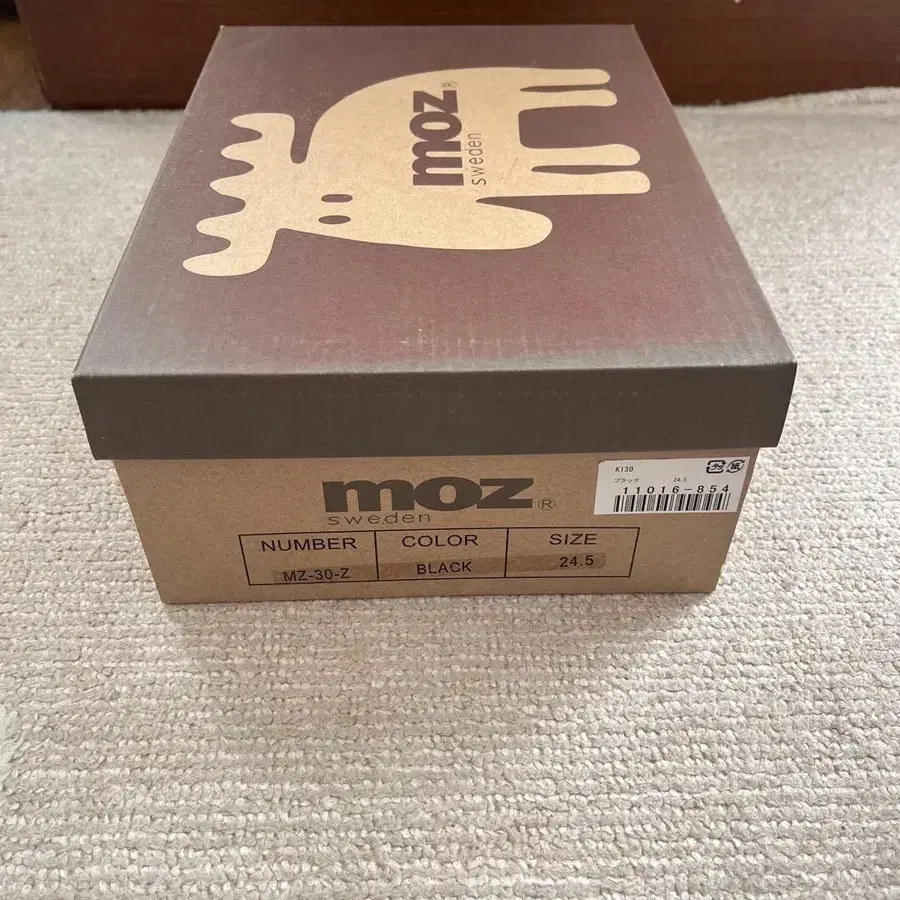 moz®
sweden
moz®
sweden
NUMBER COLOR SIZE
MZ-30-Z BLACK 24.5
KI30
ブラック 24.5
11016-854
紙